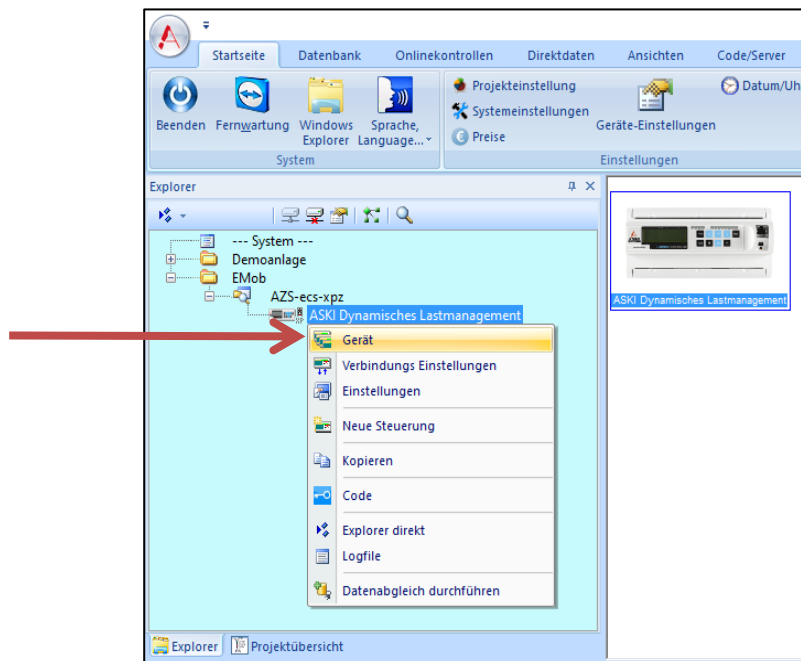 Startseite Datenbank Onlinekontrollen Direktdaten Ansichten Code/Server
Beenden
Fernwartung
Windows
Explorer
Sprache,
Language...
System
Projekteinstellung
Systemeinstellungen
Preise
Geräte-Einstellungen
Datum/Uh
Einstellungen
Explorer
--- System ---
Demoanlage
EMob
AZS-ecs-xpz
ASKI Dynamisches Lastmanagement
Gerät
Verbindungs Einstellungen
Einstellungen
Neue Steuerung
Kopieren
Code
Explorer direkt
Logfile
Datenabgleich durchführen
Explorer Projektübersicht
ASKI Dynamisches Lastmanagement